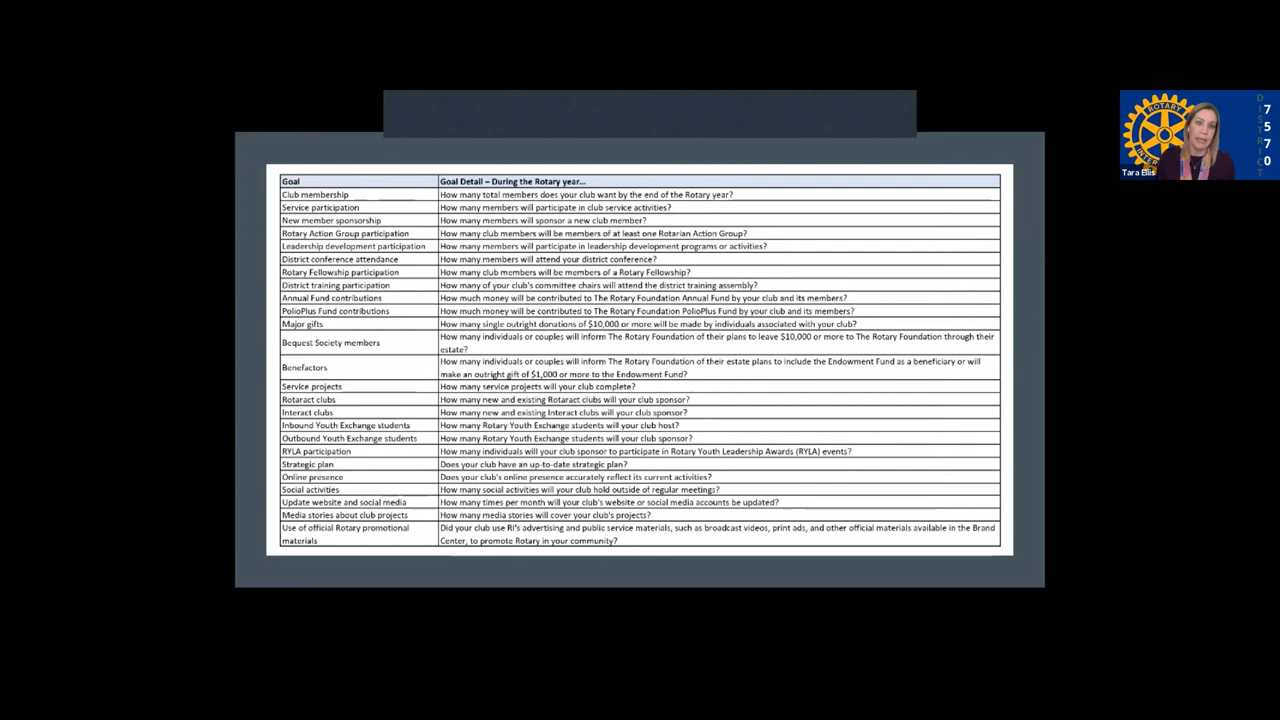 Goal Goal Detail – During the Rotary year...
Club membership How many total members does your club want by the end of the Rotary year?
Service participation How many members will participate in club service activities?
New member sponsorship How many members will sponsor a new club member?
Rotary Action Group participation How many club members will be members of at least one Rotarian Action Group?
Leadership development participation How many members will participate in leadership development programs or activities?
District conference attendance How many members will attend your district conference?
Rotary Fellowship participation How many club members will be members of a Rotary Fellowship?
District training participation How many of your club's committee chairs will attend the district training assembly?
Annual Fund contributions How much money will be contributed to The Rotary Foundation Annual Fund by your club and its members?
PolioPlus Fund contributions How much money will be contributed to The Rotary Foundation PolioPlus Fund by your club and its members?
Major gifts How many single outright donations of $10,000 or more will be made by individuals associated with your club?
Bequest Society members How many individuals or couples will inform The Rotary Foundation of their plans to leave $10,000 or more to The Rotary Foundation through their
estate?
Benefactors How many individuals or couples will inform The Rotary Foundation of their estate plans to include the Endowment Fund as a beneficiary or will
make an outright gift of $1,000 or more to the Endowment Fund?
Service projects How many service projects will your club complete?
Rotaract clubs How many new and existing Rotaract clubs will your club sponsor?
Interact clubs How many new and existing Interact clubs will your club sponsor?
Inbound Youth Exchange students How many Rotary Youth Exchange students will your club host?
Outbound Youth Exchange students How many Rotary Youth Exchange students will your club sponsor?
RYLA participation How many individuals will your club sponsor to participate in Rotary Youth Leadership Awards (RYLA) events?
Strategic plan Does your club have an up-to-date strategic plan?
Online presence Does your club's online presence accurately reflect its current activities?
Social activities How many social activities will your club hold outside of regular meetings?
Update website and social media How many times per month will your club's website or social media accounts be updated?
Media stories about club projects How many media stories will cover your club's projects?
Use of official Rotary promotional Did your club use RI's advertising and public service materials, such as broadcast videos, print ads, and other official materials available in the Brand
materials Center, to promote Rotary in your community?
ROTARY
INTER
DISTRICT
7570
Tara Ellis